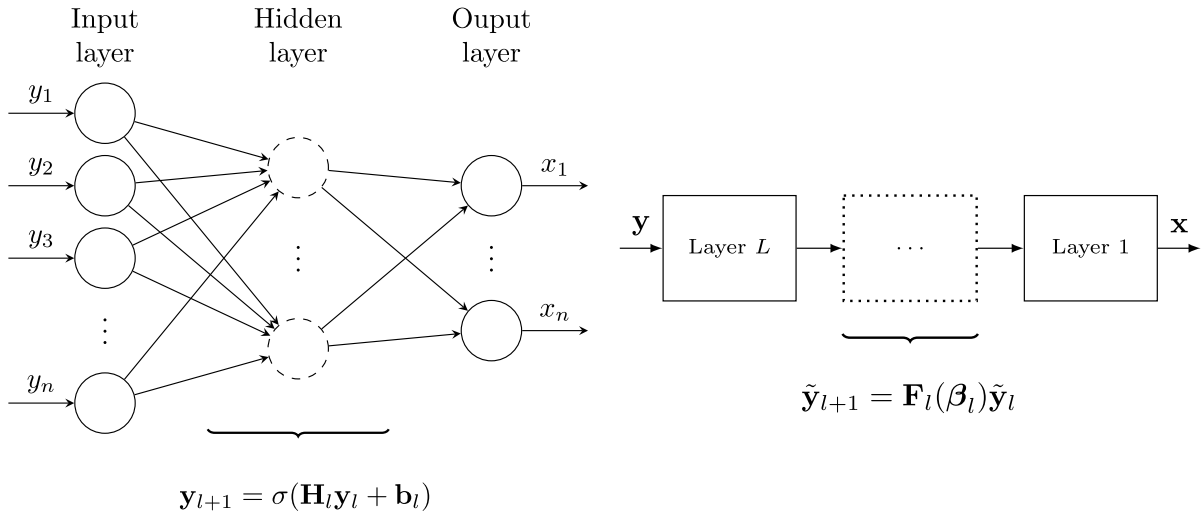 Input
layer
Hidden
layer
Ouput
layer
y₁
y₂
y₃
⋮
yₙ
⋮
x₁
⋮
xₙ
𝐲ₗ₊₁ = σ(𝐇ₗ𝐲ₗ + 𝐛ₗ)
𝐲
Layer L
⋯
Layer 1
𝐱
ỹₗ₊₁ = 𝐅ₗ(𝜷ₗ)ỹₗ